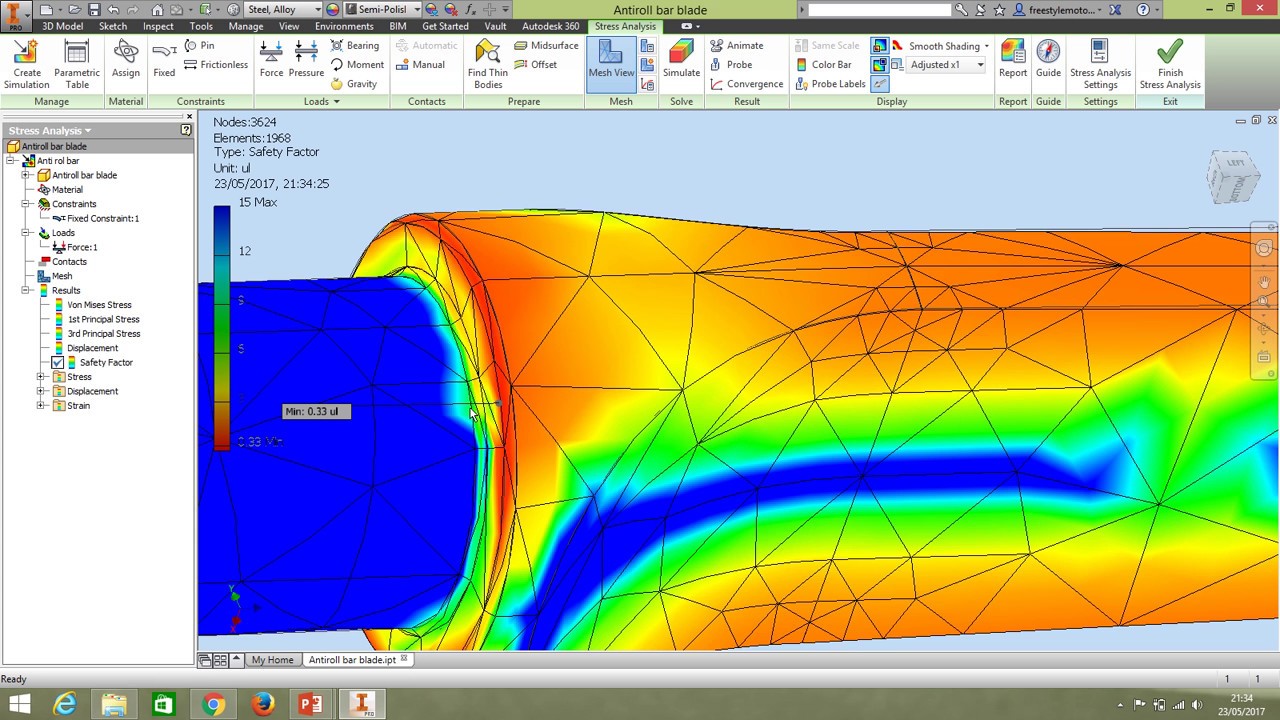 Steel, Alloy
Semi-Polisl
Antiroll bar blade
freestylemoto...
PRO
3D Model
Sketch
Inspect
Tools
Manage
View
Environments
BIM
Get Started
Vault
Autodesk 360
Stress Analysis
Create Simulation
Parametric Table
Assign
Fixed
Pin
Frictionless
Force
Pressure
Bearing
Moment
Gravity
Automatic
Manual
Find Thin Bodies
Midsurface
Offset
Mesh View
Simulate
Animate
Probe
Convergence
Same Scale
Color Bar
Probe Labels
Smooth Shading
Adjusted x1
Report
Guide
Stress Analysis Settings
Finish Stress Analysis
Manage
Material
Constraints
Loads
Contacts
Prepare
Mesh
Solve
Result
Display
Report
Guide
Settings
Exit
Stress Analysis
Antiroll bar blade
Anti rol bar
Antiroll bar blade
Material
Constraints
Fixed Constraint:1
Loads
Force:1
Contacts
Mesh
Results
Von Mises Stress
1st Principal Stress
3rd Principal Stress
Displacement
Safety Factor
Stress
Displacement
Strain
Nodes:3624
Elements:1968
Type: Safety Factor
Unit: ul
23/05/2017, 21:34:25
15 Max
12
9
0.33 Min
Min: 0.33 ul
LEFT
BOTTOM
Y
X
My Home
Antiroll bar blade.ipt
Ready
1
1
PRO
21:34
23/05/2017